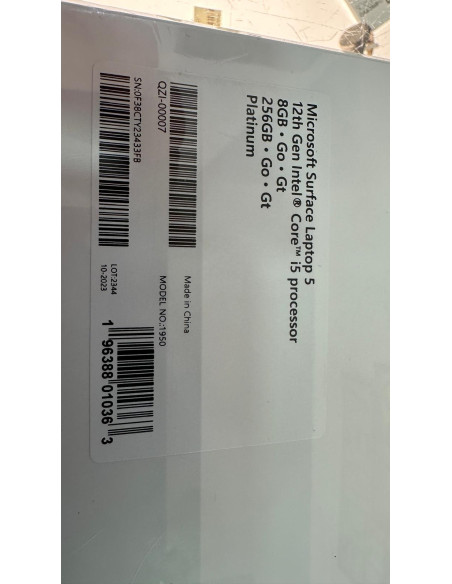 Microsoft Surface Laptop 5
12th Gen Intel® Core™ i5 processor
8GB • Go • Gt
256GB • Go • Gt
Platinum
QZI-00007
Made in China
SN:0F38CTY23433FB
MODEL NO.:1950
LOT:2344
10-2023
1 96388 01036 3